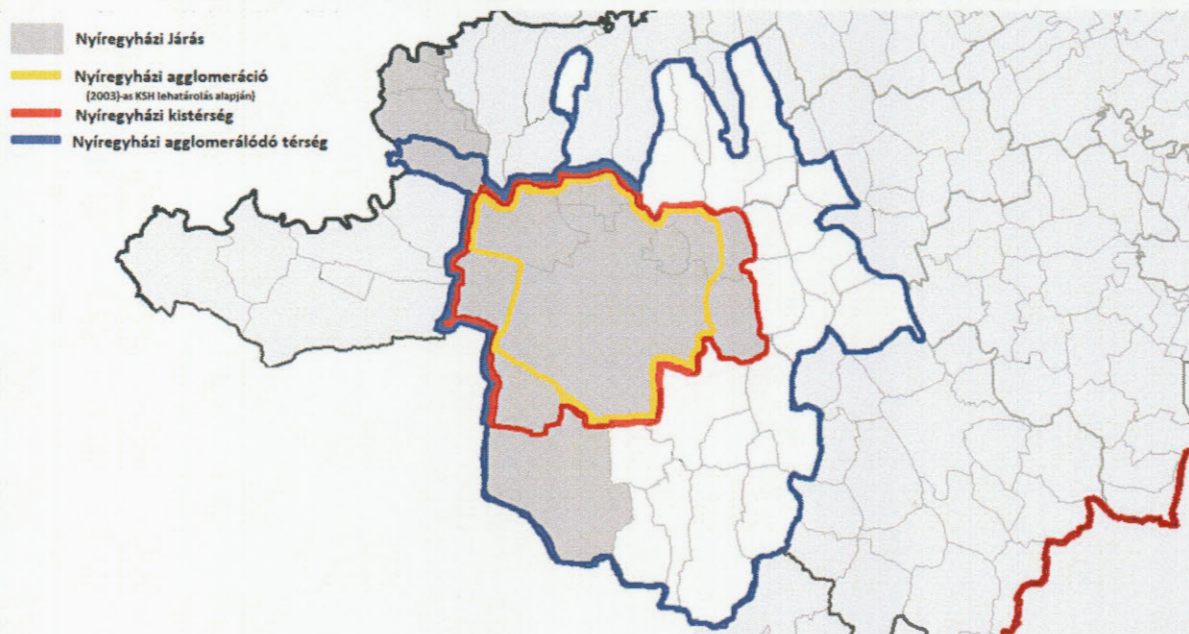 Nyíregyházi Járás
Nyíregyházi agglomeráció
(2003)-as KSH lehatárolás alapján)
Nyíregyházi kistérség
Nyíregyházi agglomerálódó térség